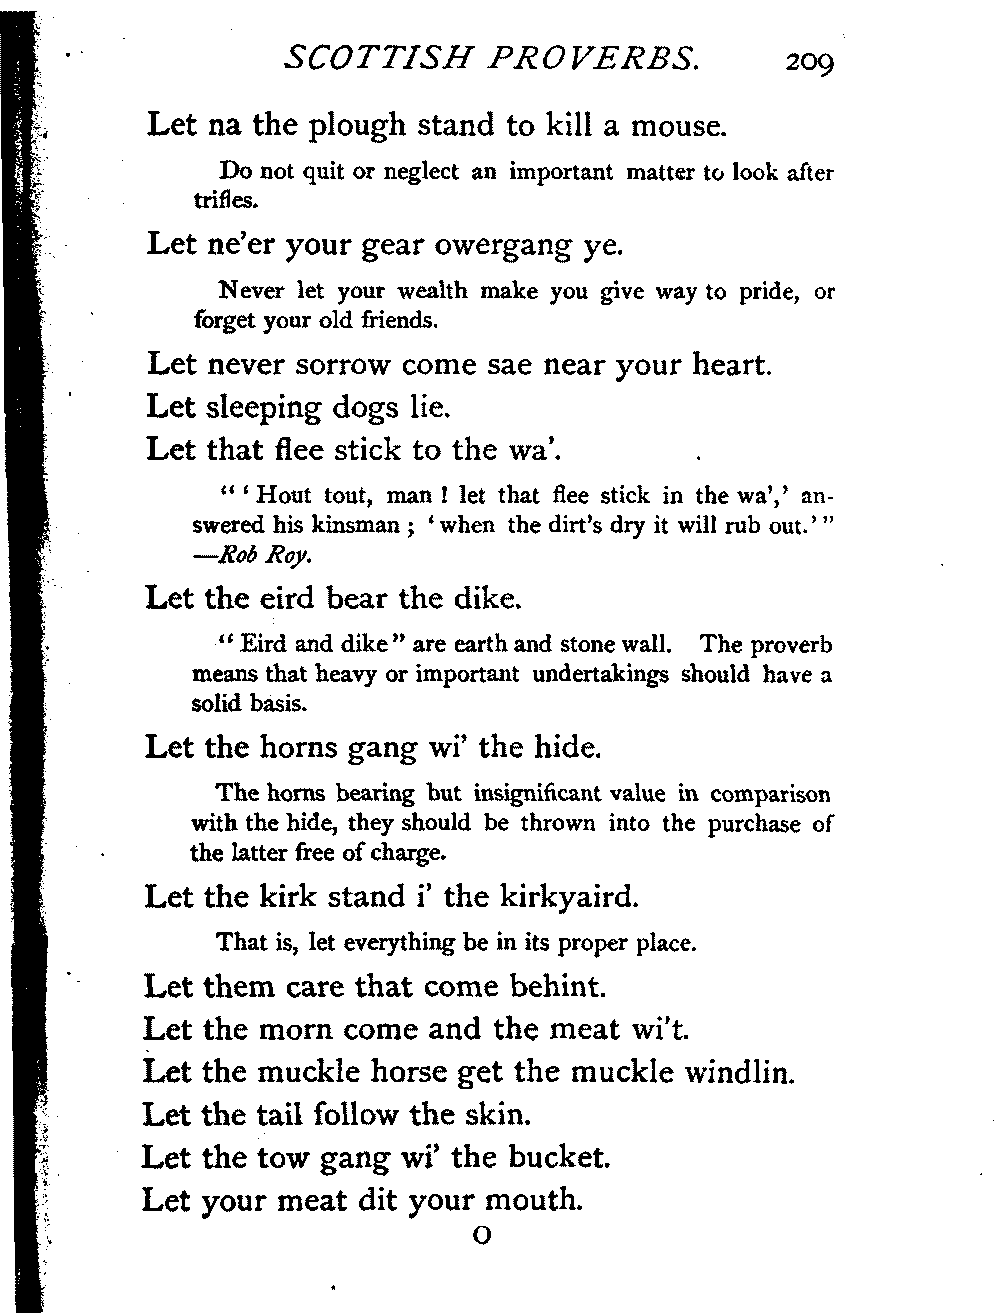 SCOTTISH PROVERBS. 209
Let na the plough stand to kill a mouse.
Do not quit or neglect an important matter to look after
trifles.
Let ne'er your gear owergang ye.
Never let your wealth make you give way to pride, or
forget your old friends.
Let never sorrow come sae near your heart.
Let sleeping dogs lie.
Let that flee stick to the wa'.
"'Hout tout, man! let that flee stick in the wa',' an-
swered his kinsman; 'when the dirt's dry it will rub out.'"
—Rob Roy.
Let the eird bear the dike.
"Eird and dike" are earth and stone wall. The proverb
means that heavy or important undertakings should have a
solid basis.
Let the horns gang wi' the hide.
The horns bearing but insignificant value in comparison
with the hide, they should be thrown into the purchase of
the latter free of charge.
Let the kirk stand i' the kirkyaird.
That is, let everything be in its proper place.
Let them care that come behint.
Let the morn come and the meat wi't.
Let the muckle horse get the muckle windlin.
Let the tail follow the skin.
Let the tow gang wi' the bucket.
Let your meat dit your mouth.
O